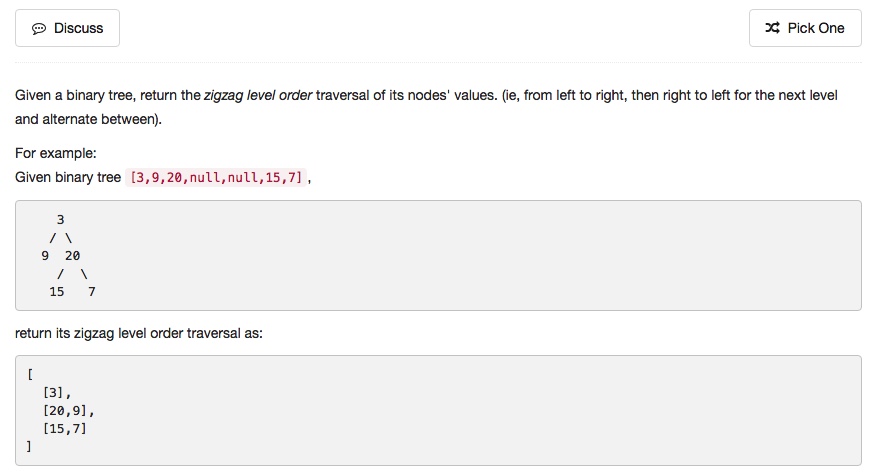 Discuss
Pick One
Given a binary tree, return the zigzag level order traversal of its nodes' values. (ie, from left to right, then right to left for the next level
and alternate between).
For example:
Given binary tree [3,9,20,null,null,15,7],
    3
   / \
  9  20
    /  \
   15   7
return its zigzag level order traversal as:
[
  [3],
  [20,9],
  [15,7]
]